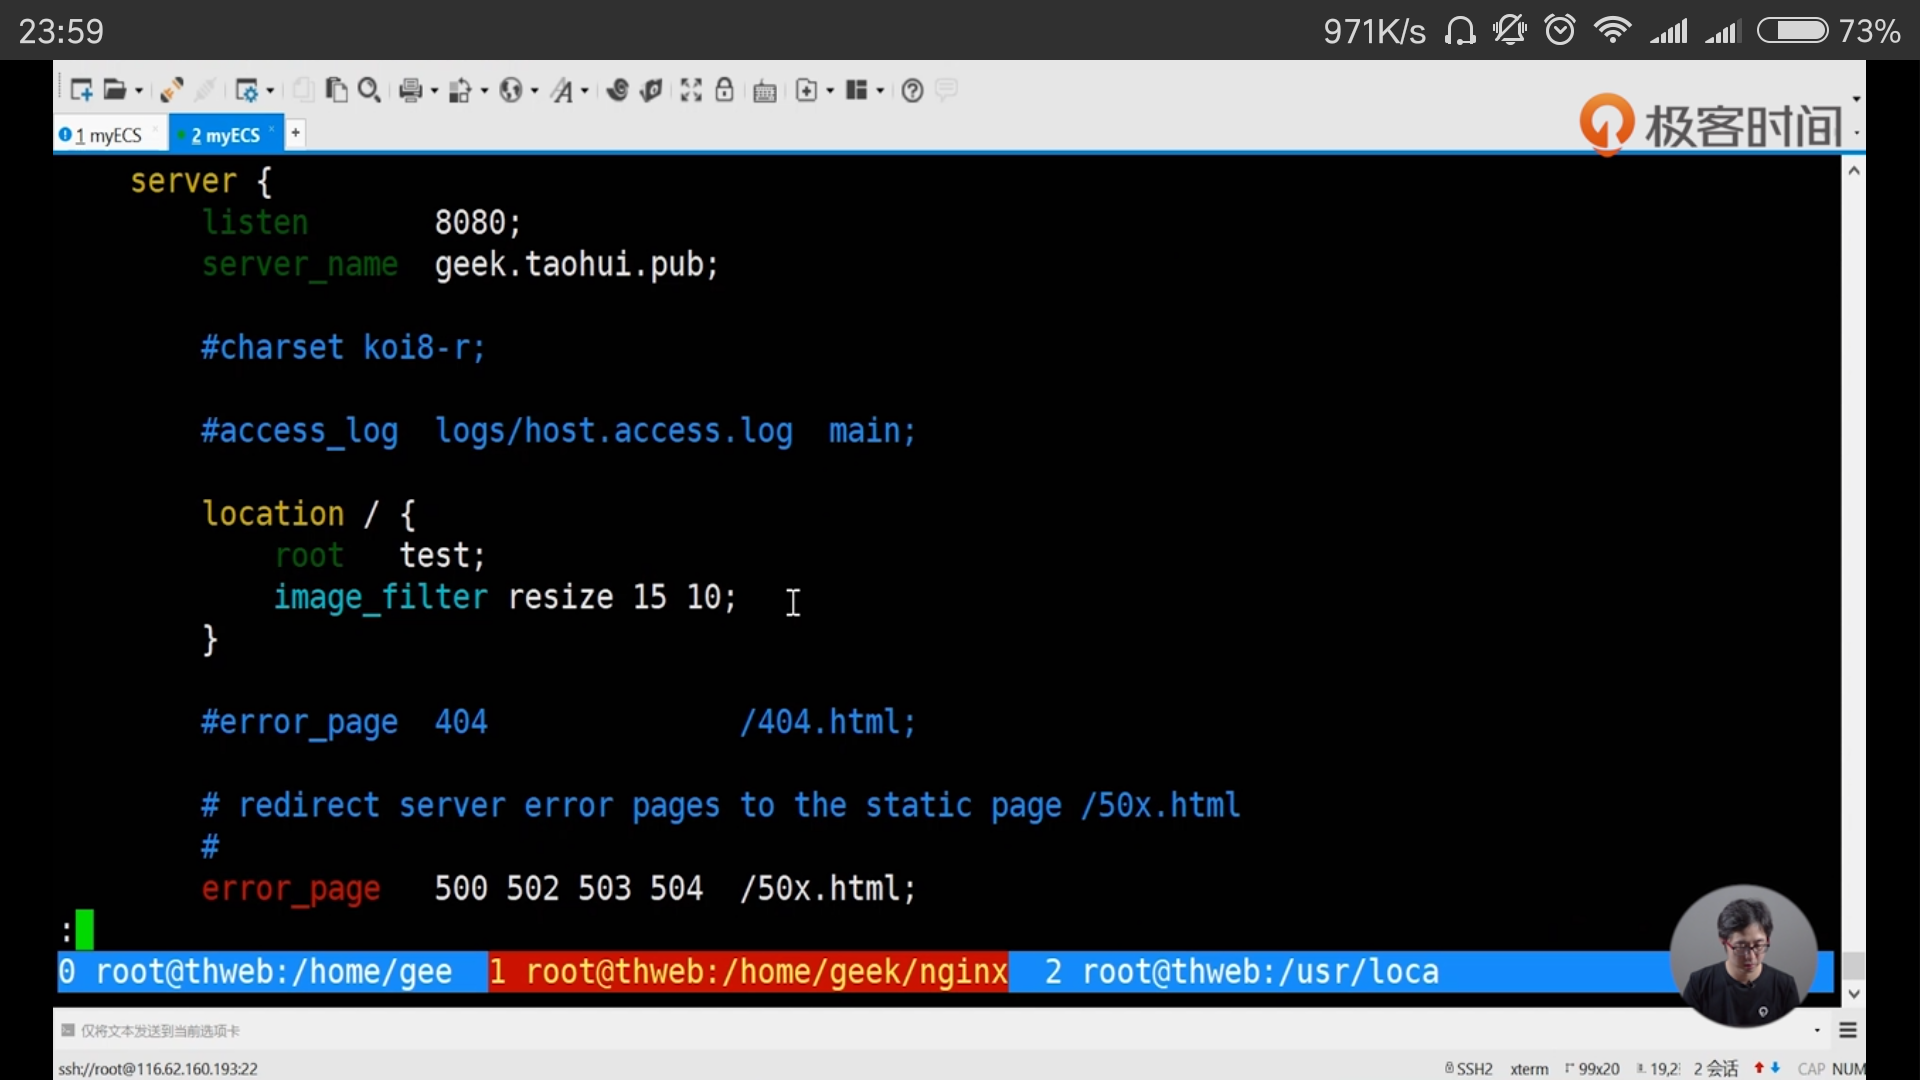 23:59 971K/s 73%
极客时间
1 myECS 2 myECS +
server {
listen 8080;
server_name geek.taohui.pub;
#charset koi8-r;
#access_log logs/host.access.log main;
location / {
root test;
image_filter resize 15 10;
}
#error_page 404 /404.html;
# redirect server error pages to the static page /50x.html
#
error_page 500 502 503 504 /50x.html;
:
0 root@thweb:/home/gee 1 root@thweb:/home/geek/nginx 2 root@thweb:/usr/loca
仅将文本发送到当前选项卡
ssh://root@116.62.160.193:22 SSH2 xterm 99x20 19,2 2 会话 CAP NUM